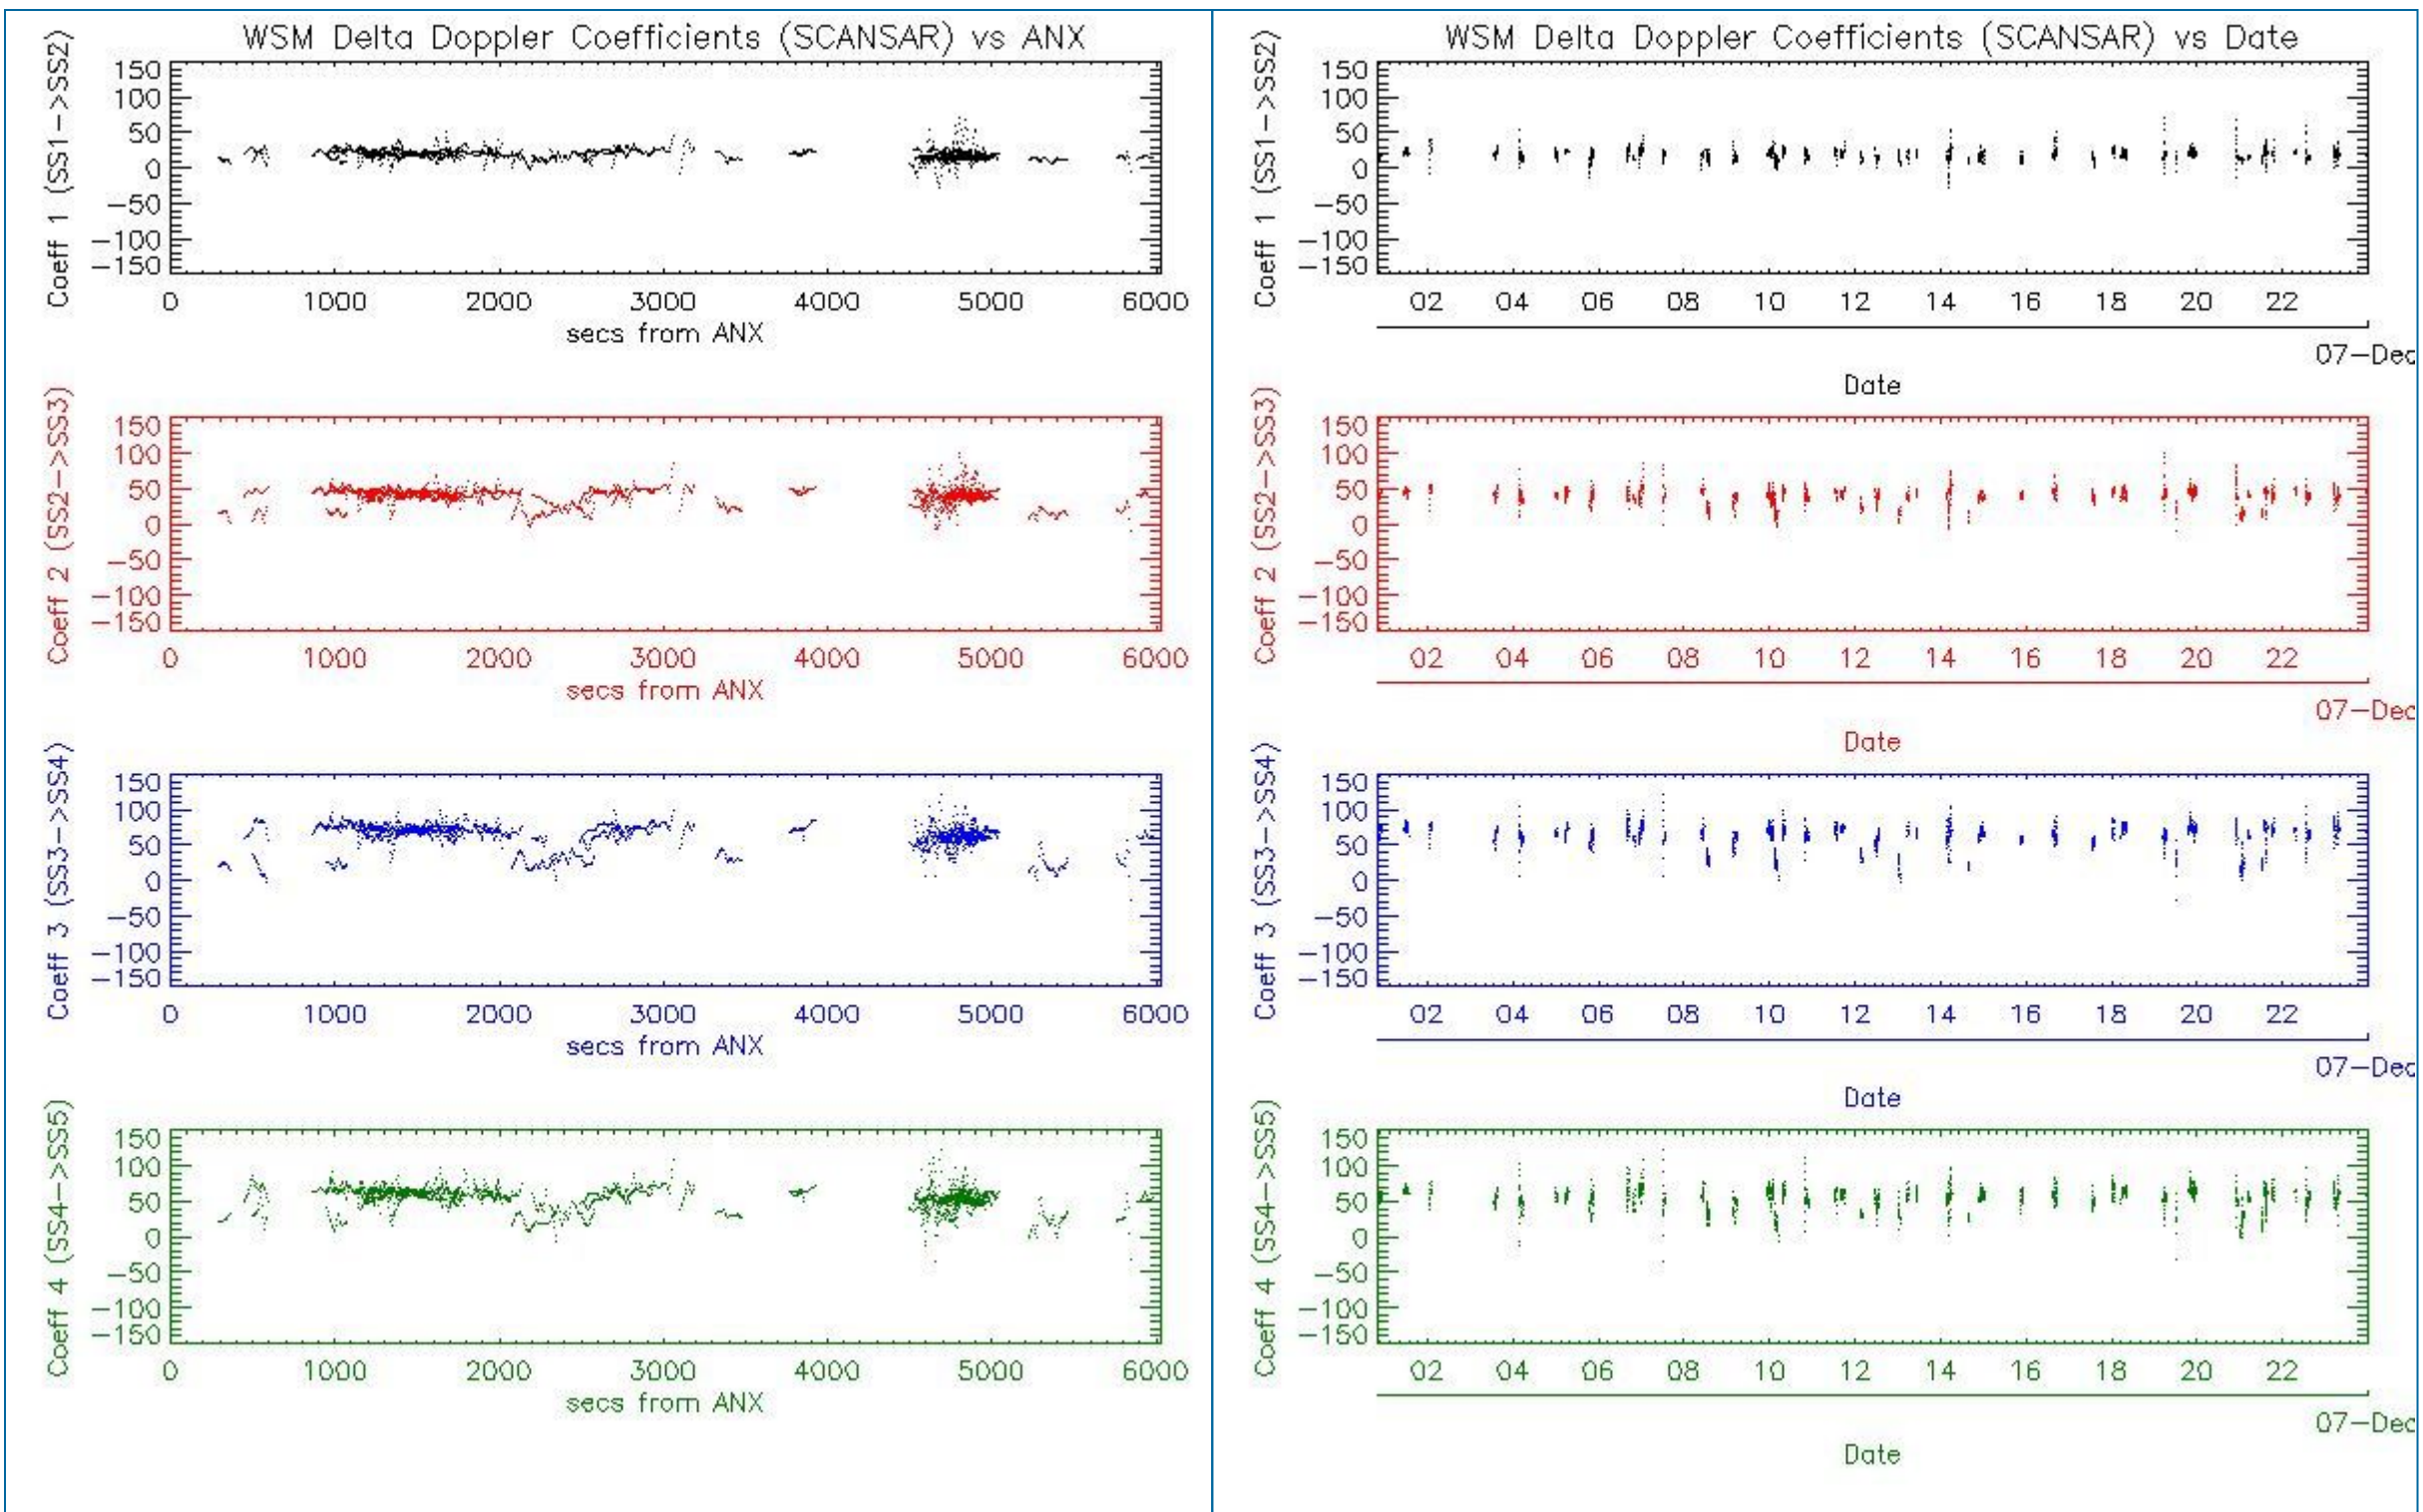 WSM Delta Doppler Coefficients (SCANSAR) vs ANX
Coeff 1 (SS1->SS2)
150
100
50
0
-50
-100
-150
0 1000 2000 3000 4000 5000 6000
secs from ANX
Coeff 2 (SS2->SS3)
150
100
50
0
-50
-100
-150
0 1000 2000 3000 4000 5000 6000
secs from ANX
Coeff 3 (SS3->SS4)
150
100
50
0
-50
-100
-150
0 1000 2000 3000 4000 5000 6000
secs from ANX
Coeff 4 (SS4->SS5)
150
100
50
0
-50
-100
-150
0 1000 2000 3000 4000 5000 6000
secs from ANX
WSM Delta Doppler Coefficients (SCANSAR) vs Date
Coeff 1 (SS1->SS2)
150
100
50
0
-50
-100
-150
02 04 06 08 10 12 14 16 18 20 22
07-Dec
Date
Coeff 2 (SS2->SS3)
150
100
50
0
-50
-100
-150
02 04 06 08 10 12 14 16 18 20 22
07-Dec
Date
Coeff 3 (SS3->SS4)
150
100
50
0
-50
-100
-150
02 04 06 08 10 12 14 16 18 20 22
07-Dec
Date
Coeff 4 (SS4->SS5)
150
100
50
0
-50
-100
-150
02 04 06 08 10 12 14 16 18 20 22
07-Dec
Date